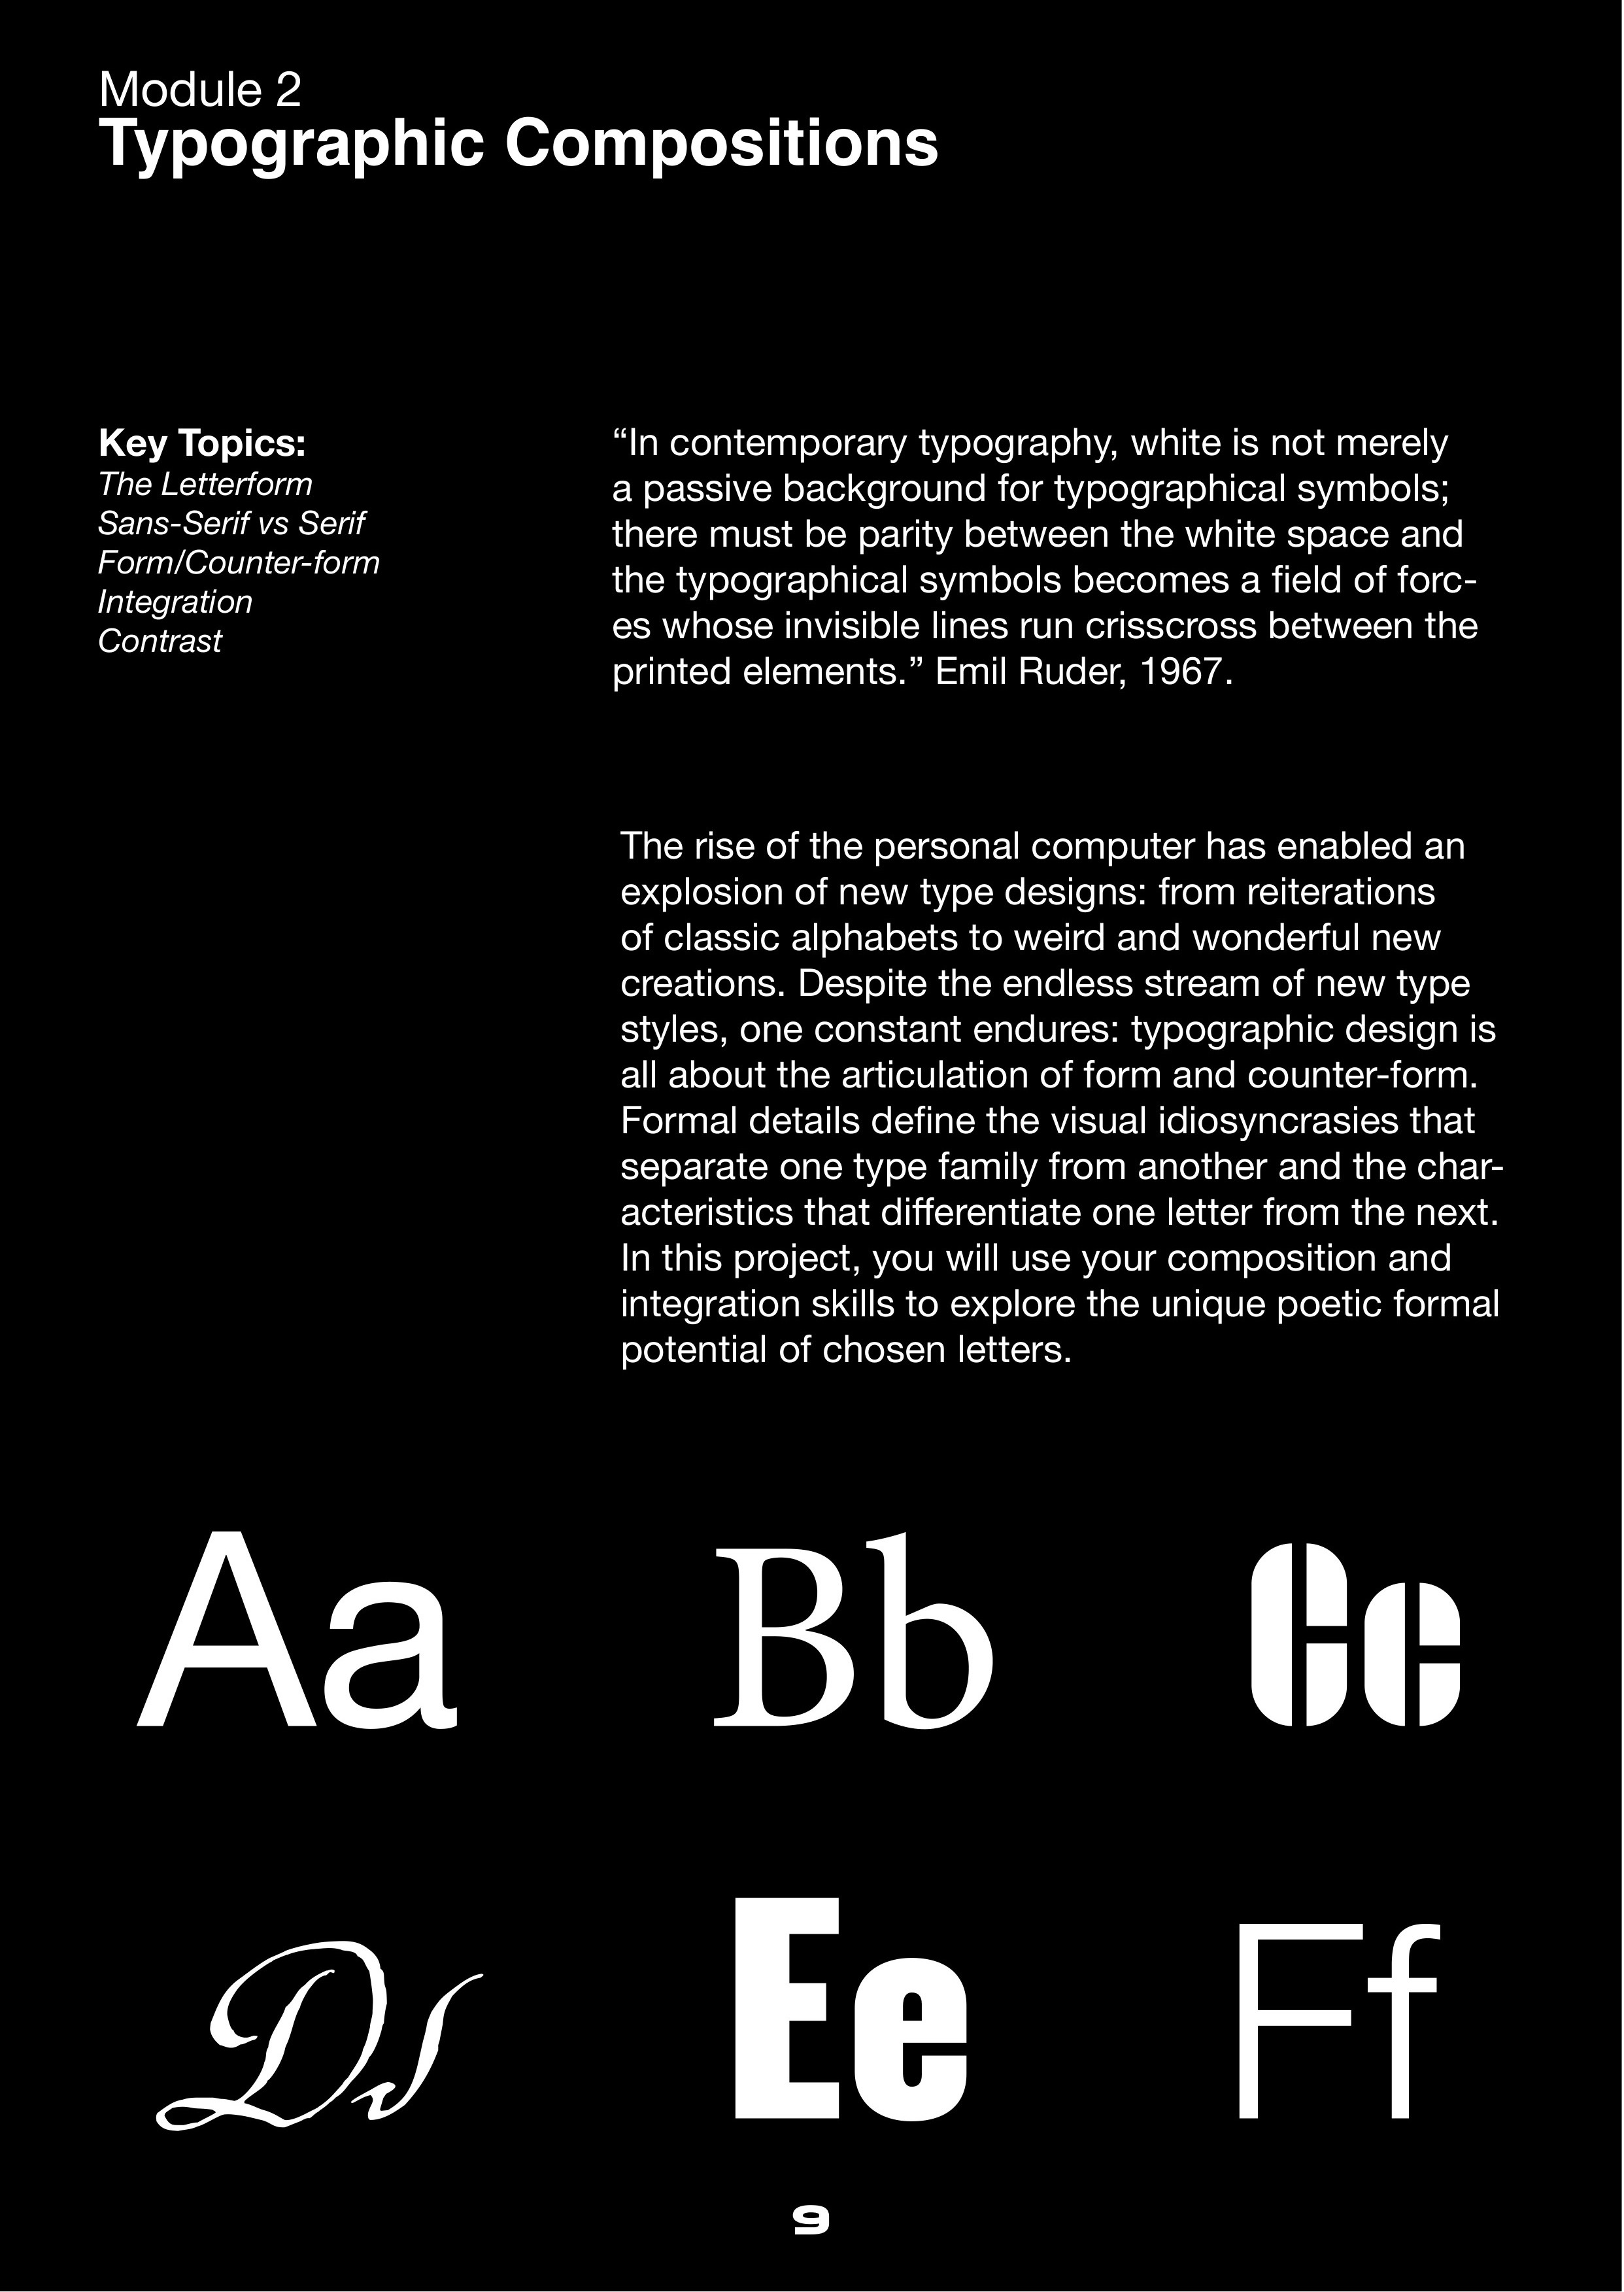 Module 2
Typographic Compositions
Key Topics:
The Letterform
Sans-Serif vs Serif
Form/Counter-form
Integration
Contrast
“In contemporary typography, white is not merely
a passive background for typographical symbols;
there must be parity between the white space and
the typographical symbols becomes a field of forc-
es whose invisible lines run crisscross between the
printed elements.” Emil Ruder, 1967.
The rise of the personal computer has enabled an
explosion of new type designs: from reiterations
of classic alphabets to weird and wonderful new
creations. Despite the endless stream of new type
styles, one constant endures: typographic design is
all about the articulation of form and counter-form.
Formal details define the visual idiosyncrasies that
separate one type family from another and the char-
acteristics that differentiate one letter from the next.
In this project, you will use your composition and
integration skills to explore the unique poetic formal
potential of chosen letters.
Aa Bb Cc
Dd Ee Ff
9